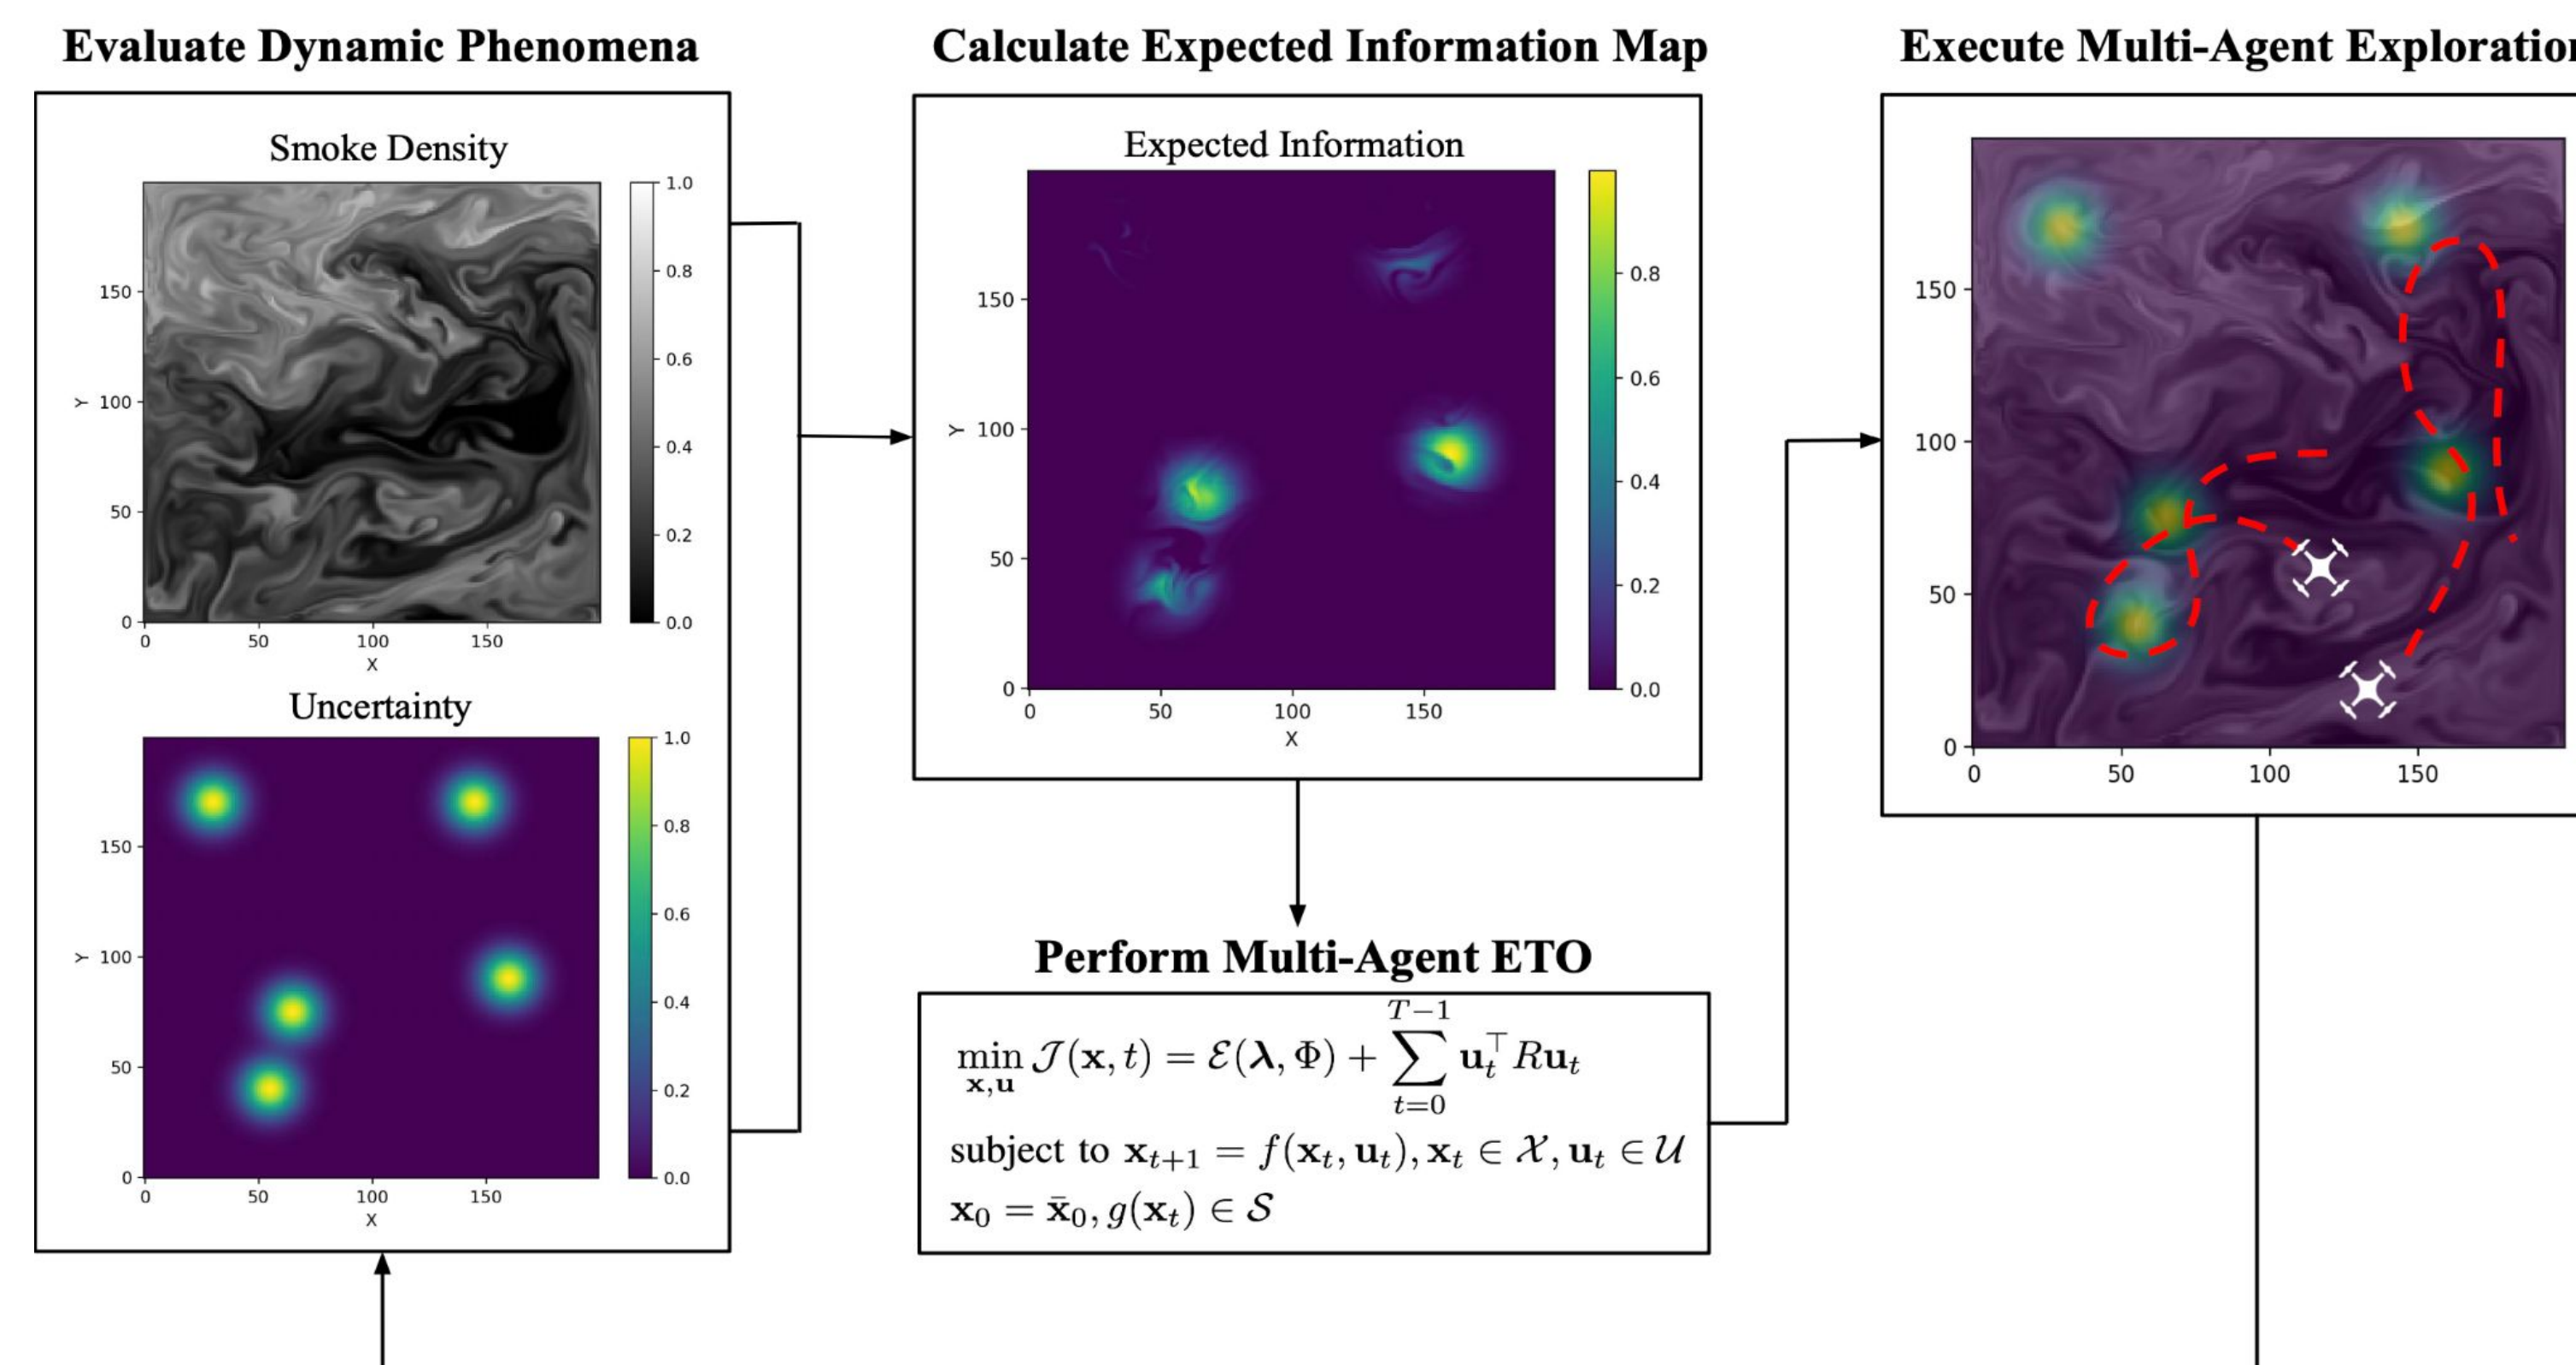 Evaluate Dynamic Phenomena
Smoke Density
1.0
0.8
0.6
0.4
0.2
0.0
150
100
50
0
Y
0 50 100 150
X
Uncertainty
1.0
0.8
0.6
0.4
0.2
0.0
150
100
50
0
Y
0 50 100 150
X
Calculate Expected Information Map
Expected Information
0.8
0.6
0.4
0.2
0.0
150
100
50
0
Y
0 50 100 150
X
Perform Multi-Agent ETO
min_{x,u} 𝒥(x, t) = ℰ(λ, Φ) + ∑_{t=0}^{T−1} u_t^⊤ R u_t
subject to x_{t+1} = f(x_t, u_t), x_t ∈ 𝒳, u_t ∈ 𝒰
x_0 = x̄_0, g(x_t) ∈ 𝒮
Execute Multi-Agent Exploration
150
100
50
0
0 50 100 150